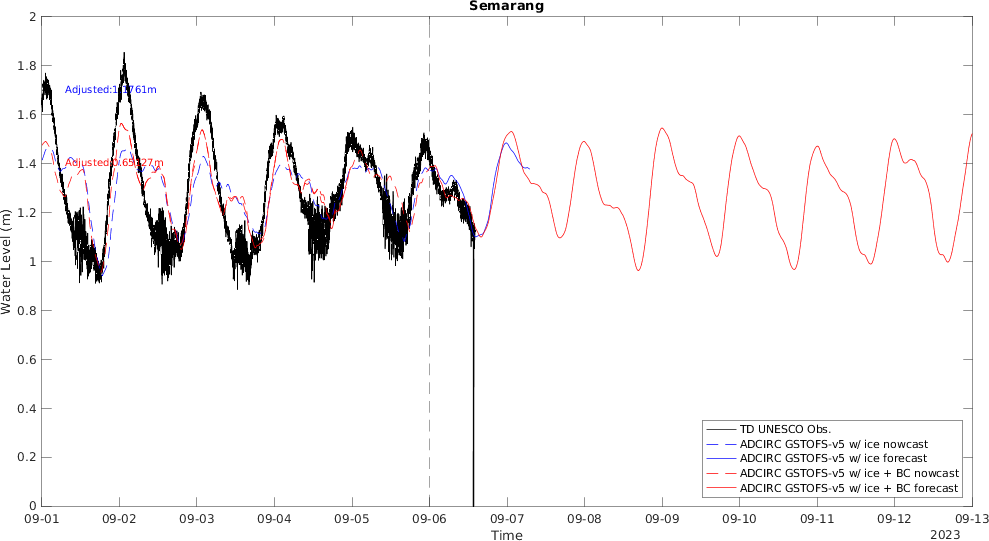 Semarang
2
1.8
1.6
1.4
1.2
1
0.8
0.6
0.4
0.2
0
Water Level (m)
TD UNESCO Obs.
ADCIRC GSTOFS-v5 w/ ice nowcast
ADCIRC GSTOFS-v5 w/ ice forecast
ADCIRC GSTOFS-v5 w/ ice + BC nowcast
ADCIRC GSTOFS-v5 w/ ice + BC forecast
09-01 09-02 09-03 09-04 09-05 09-06 09-07 09-08 09-09 09-10 09-11 09-12 09-13
Time
2023